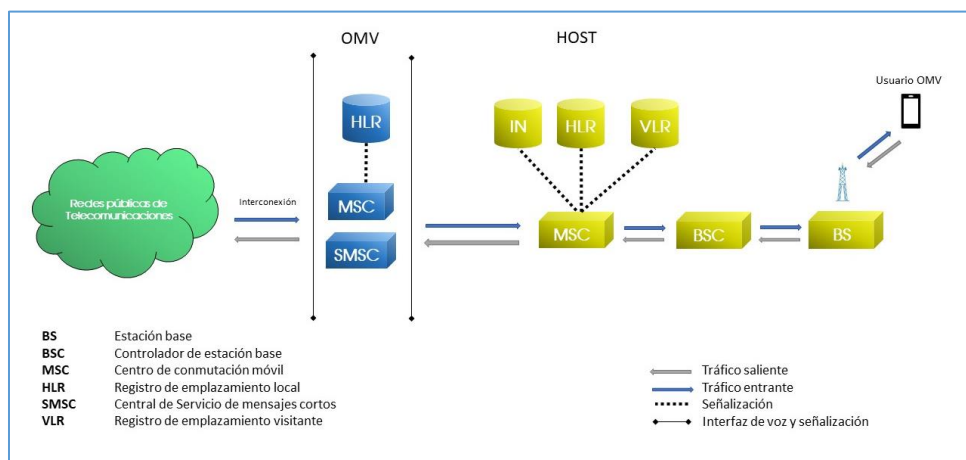 OMV
HOST
Usuario OMV
HLR
IN
HLR
VLR
Redes públicas de
Telecomunicaciones
Interconexión
MSC
SMSC
MSC
BSC
BS
BS Estación base
BSC Controlador de estación base
MSC Centro de conmutación móvil
HLR Registro de emplazamiento local
SMSC Central de Servicio de mensajes cortos
VLR Registro de emplazamiento visitante
Tráfico saliente
Tráfico entrante
Señalización
Interfaz de voz y señalización